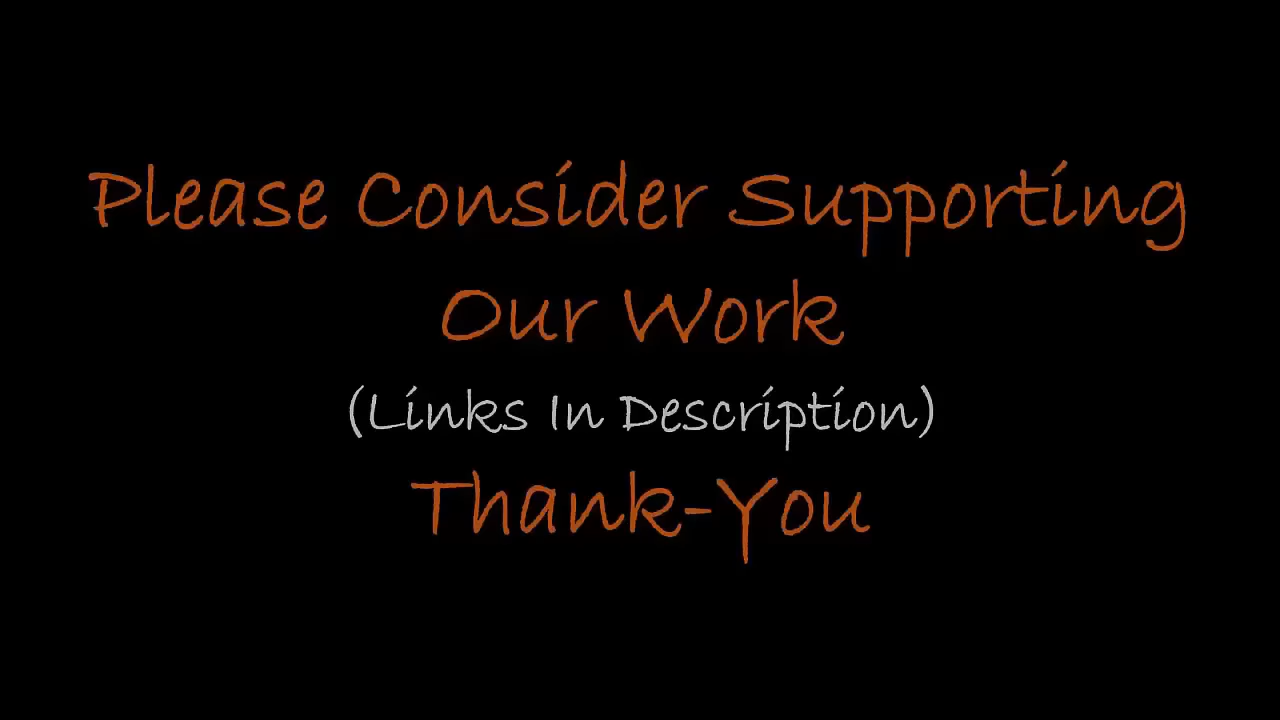 Please Consider Supporting
Our Work
(Links In Description)
Thank-You